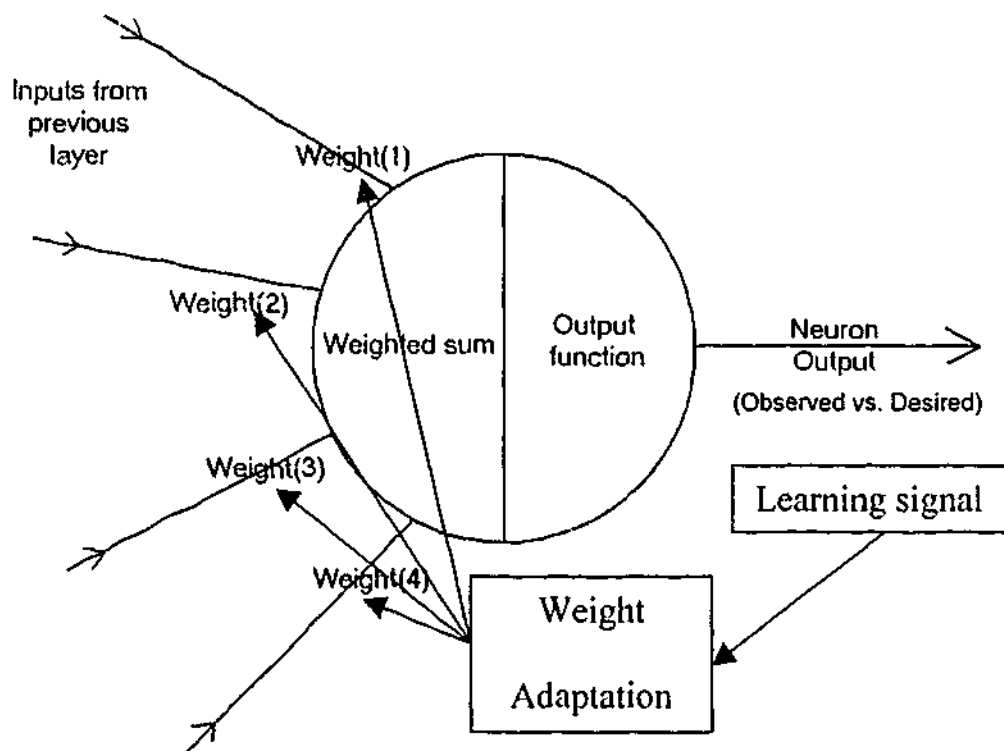 Inputs from
previous
layer
Weight(1)
Weight(2)
Weighted sum
Output
function
Neuron
Output
(Observed vs. Desired)
Weight(3)
Learning signal
Weight(4)
Weight
Adaptation